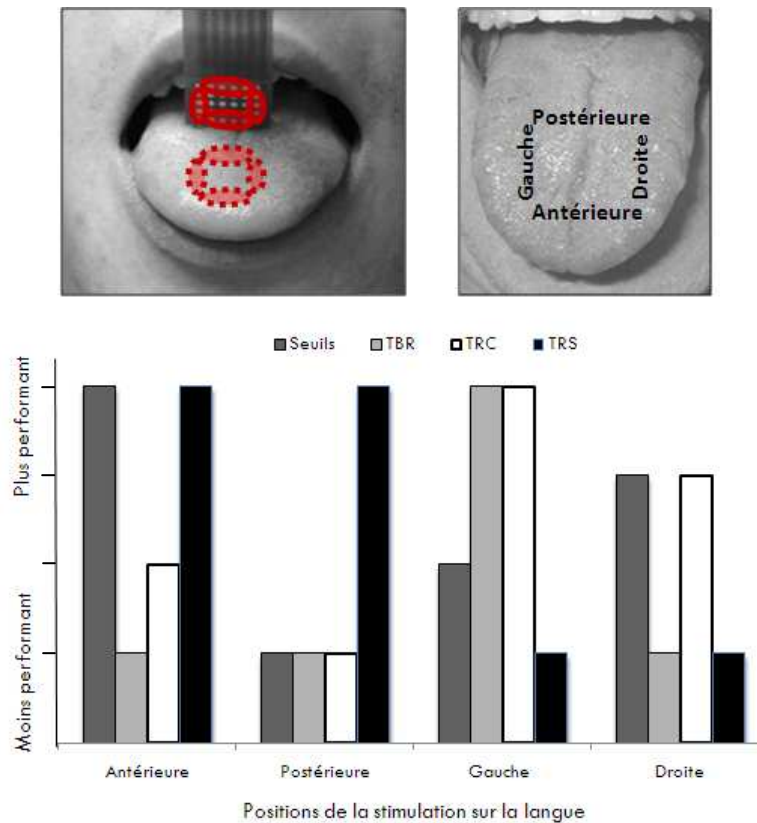 Postérieure
Gauche
Droite
Antérieure
Seuils TBR TRC TRS
Plus performant
Moins performant
Antérieure Postérieure Gauche Droite
Positions de la stimulation sur la langue